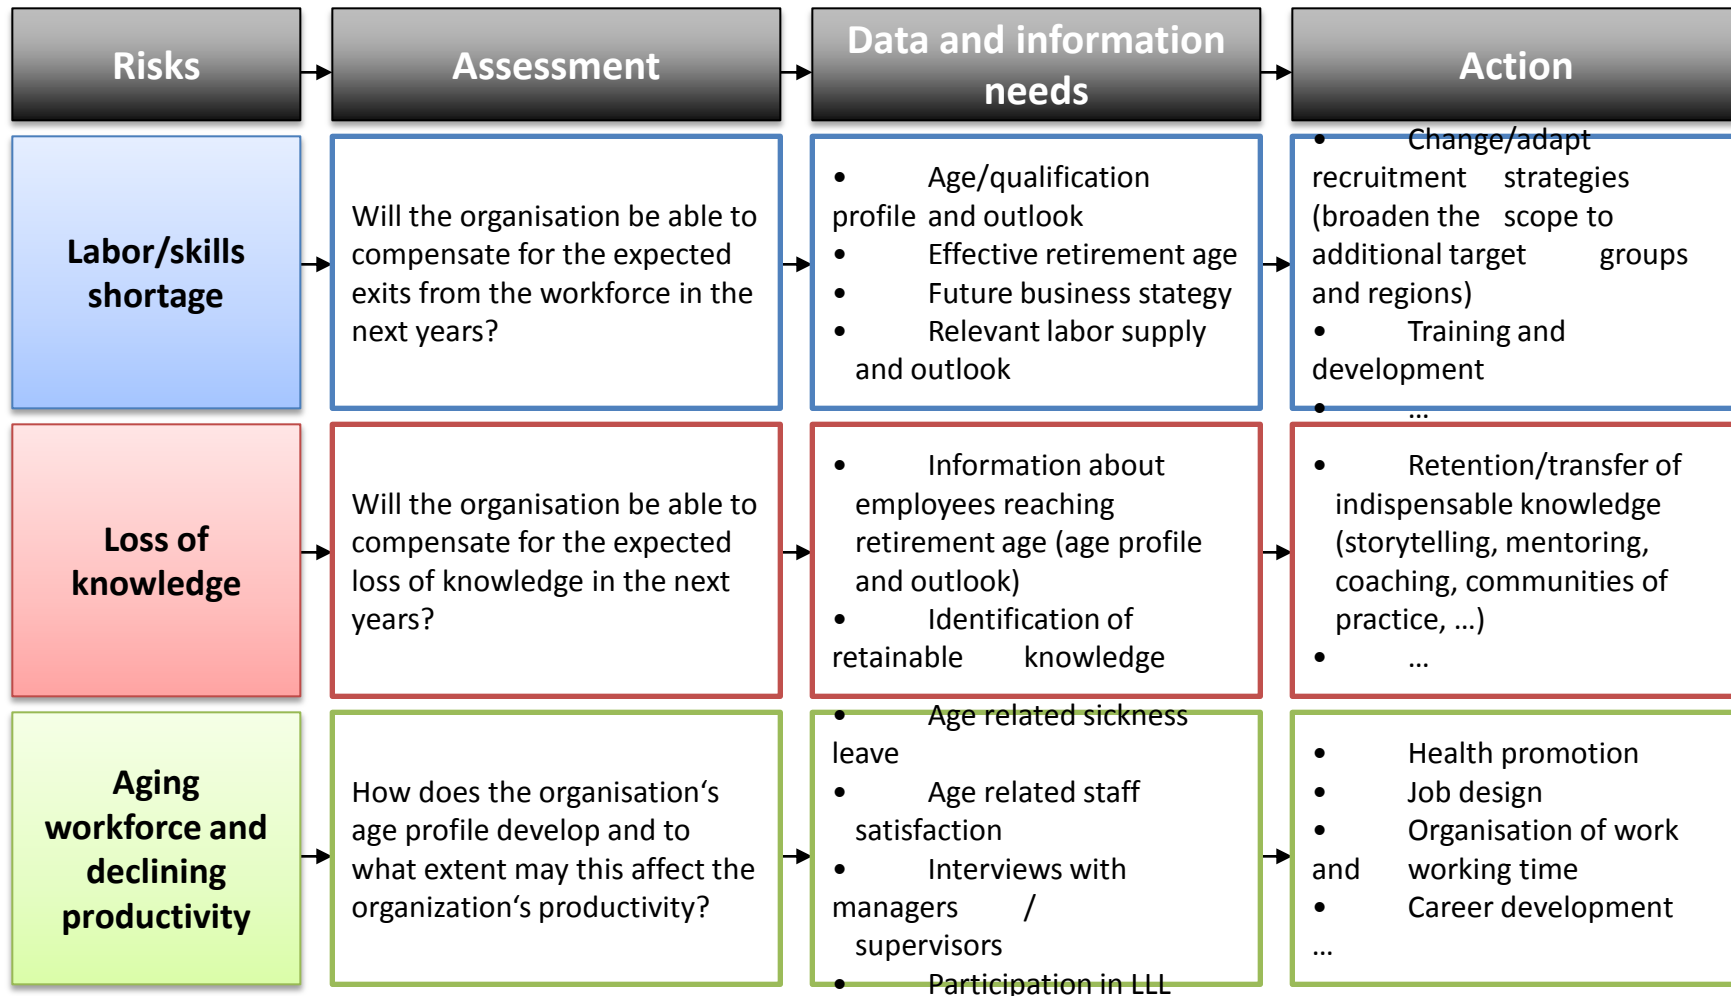 Risks
Assessment
Data and information
needs
Action
Labor/skills
shortage
Will the organisation be able to
compensate for the expected
exits from the workforce in the
next years?
• Age/qualification
profile and outlook
• Effective retirement age
• Future business stategy
• Relevant labor supply
and outlook
• Change/adapt
recruitment strategies
(broaden the scope to
additional target groups
and regions)
• Training and
development
• ...
Loss of
knowledge
Will the organisation be able to
compensate for the expected
loss of knowledge in the next
years?
• Information about
employees reaching
retirement age (age profile
and outlook)
• Identification of
retainable knowledge
• Retention/transfer of
indispensable knowledge
(storytelling, mentoring,
coaching, communities of
practice, ...)
• ...
Aging
workforce and
declining
productivity
How does the organisation‘s
age profile develop and to
what extent may this affect the
organization‘s productivity?
• Age related sickness
leave
• Age related staff
satisfaction
• Interviews with
managers /
supervisors
• Participation in LLL
• Health promotion
• Job design
• Organisation of work
and working time
• Career development
...